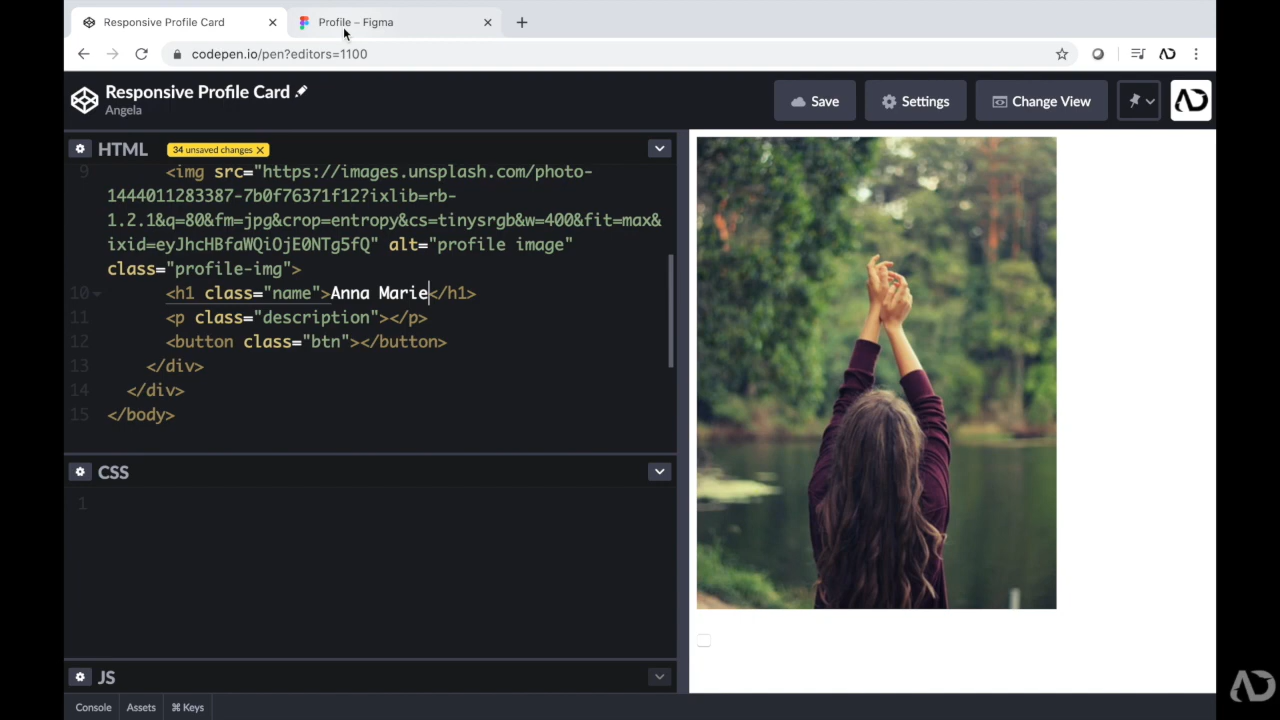 Responsive Profile Card
Profile – Figma
codepen.io/pen?editors=1100
Responsive Profile Card
Angela
Save
Settings
Change View
HTML
34 unsaved changes
9 <img src="https://images.unsplash.com/photo-
1444011283387-7b0f76371f12?ixlib=rb-
1.2.1&q=80&fm=jpg&crop=entropy&cs=tinysrgb&w=400&fit=max&
ixid=eyJhcHBfaWQiOjE0NTg5fQ" alt="profile image"
class="profile-img">
10 <h1 class="name">Anna Marie</h1>
11 <p class="description"></p>
12 <button class="btn"></button>
13 </div>
14 </div>
15 </body>
CSS
1
JS
Console
Assets
⌘ Keys